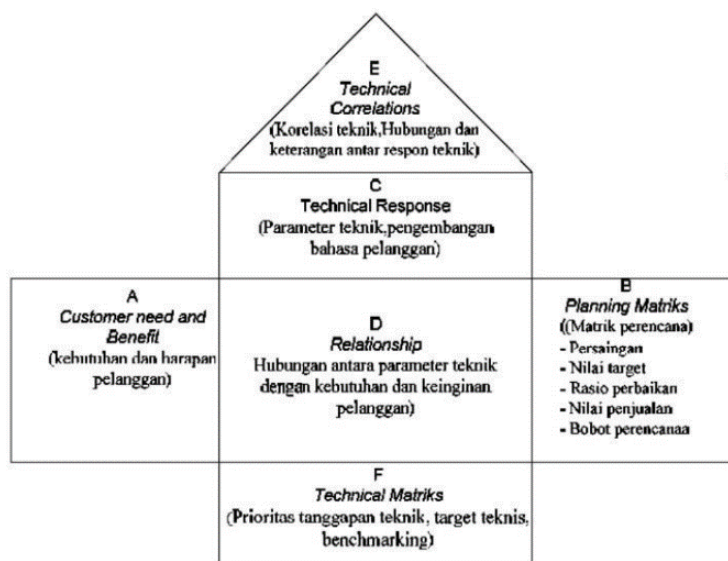 E
Technical
Correlations
(Korelasi teknik,Hubungan dan
keterangan antar respon teknik)
C
Technical Response
(Parameter teknik,pengembangan
bahasa pelanggan)
A
Customer need and
Benefit
(kebutuhan dan harapan
pelanggan)
D
Relationship
Hubungan antara parameter teknik
dengan kebutuhan dan keinginan
pelanggan)
B
Planning Matriks
((Matrik perencana)
- Persaingan
- Nilai target
- Rasio perbaikan
- Nilai penjualan
- Bobot perencanaa
F
Technical Matriks
(Prioritas tanggapan teknik, target teknis,
benchmarking)